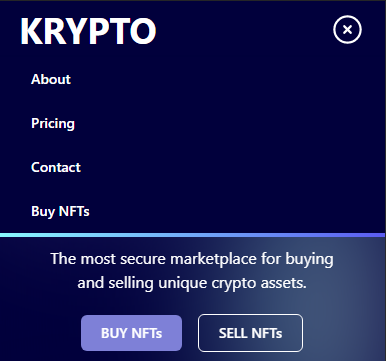 KRYPTO
About
Pricing
Contact
Buy NFTs
The most secure marketplace for buying
and selling unique crypto assets.
BUY NFTs
SELL NFTs